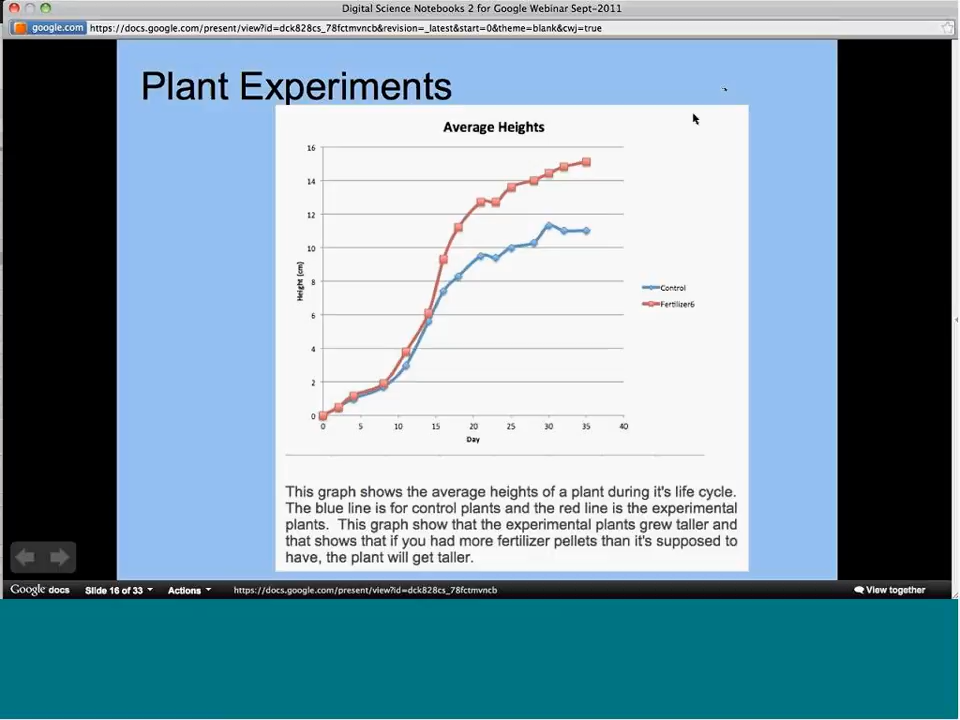 Digital Science Notebooks 2 for Google Webinar Sept-2011
google.com https://docs.google.com/present/view?id=dck828cs_78fctmvncb&revision=_latest&start=0&theme=blank&cwj=true
Plant Experiments
Average Heights
16
14
12
10
8
6
4
2
0
Height (cm)
0 5 10 15 20 25 30 35 40
Day
Control
Fertilizer6
This graph shows the average heights of a plant during it's life cycle.
The blue line is for control plants and the red line is the experimental
plants. This graph show that the experimental plants grew taller and
that shows that if you had more fertilizer pellets than it's supposed to
have, the plant will get taller.
Google docs Slide 16 of 33 Actions https://docs.google.com/present/view?id=dck828cs_78fctmvncb View together